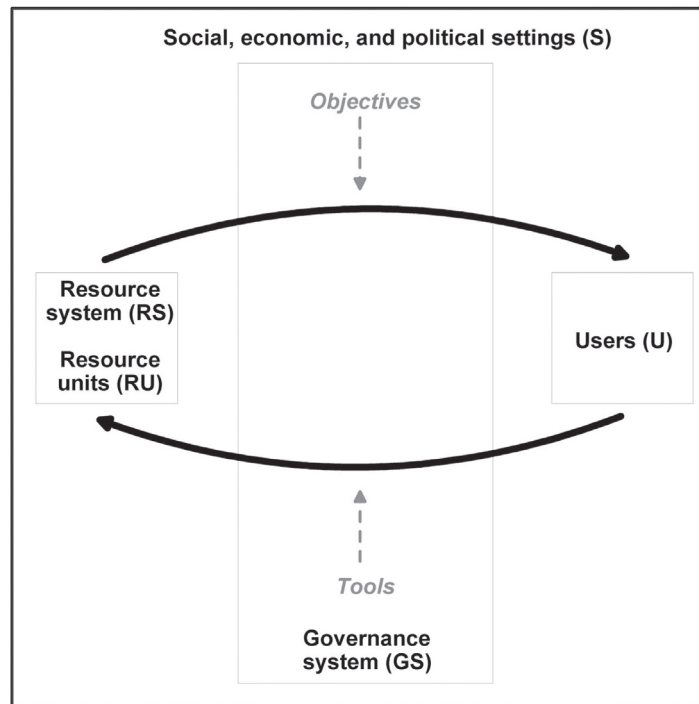 Social, economic, and political settings (S)
Objectives
Resource
system (RS)
Resource
units (RU)
Users (U)
Tools
Governance
system (GS)